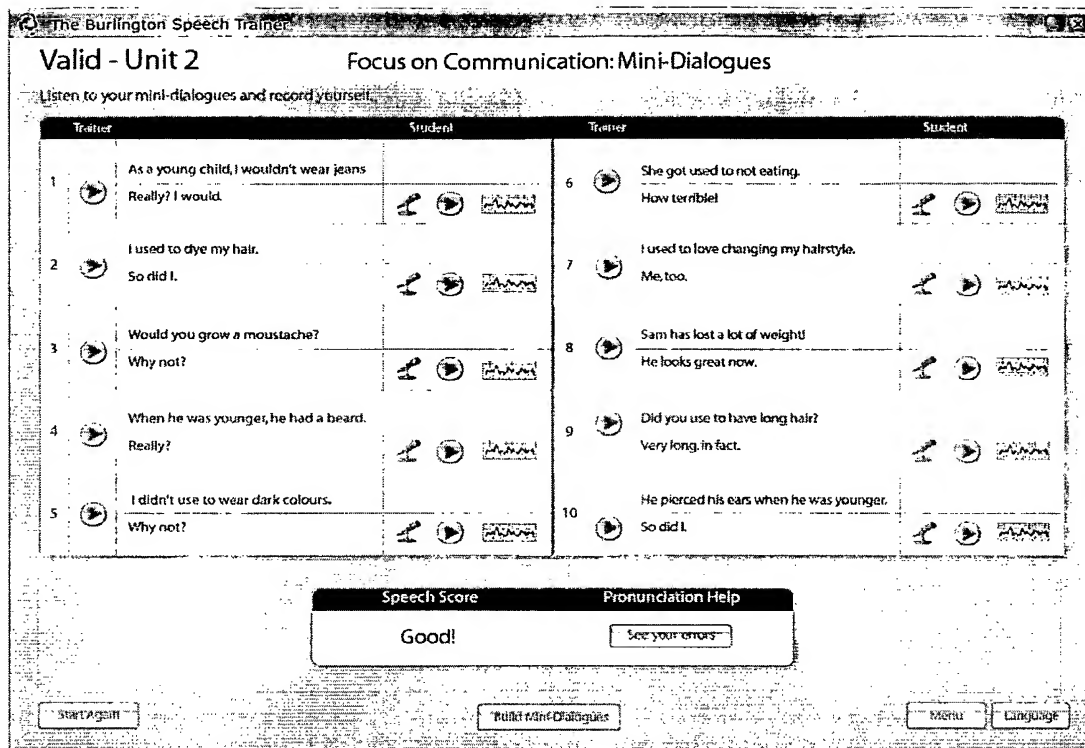 The Burlington Speech Trainer
Valid - Unit 2
Focus on Communication: Mini-Dialogues
Listen to your mini-dialogues and record yourself.
Trainer Student Trainer Student
1
As a young child, I wouldn't wear jeans
Really? I would.
2
I used to dye my hair.
So did I.
3
Would you grow a moustache?
Why not?
4
When he was younger, he had a beard.
Really?
5
I didn't use to wear dark colours.
Why not?
6
She got used to not eating.
How terrible!
7
I used to love changing my hairstyle.
Me, too.
8
Sam has lost a lot of weight!
He looks great now.
9
Did you use to have long hair?
Very long, in fact.
10
He pierced his ears when he was younger.
So did I.
Speech Score Pronunciation Help
Good! See your errors
Start Again Build Mini-Dialogues Menu Language